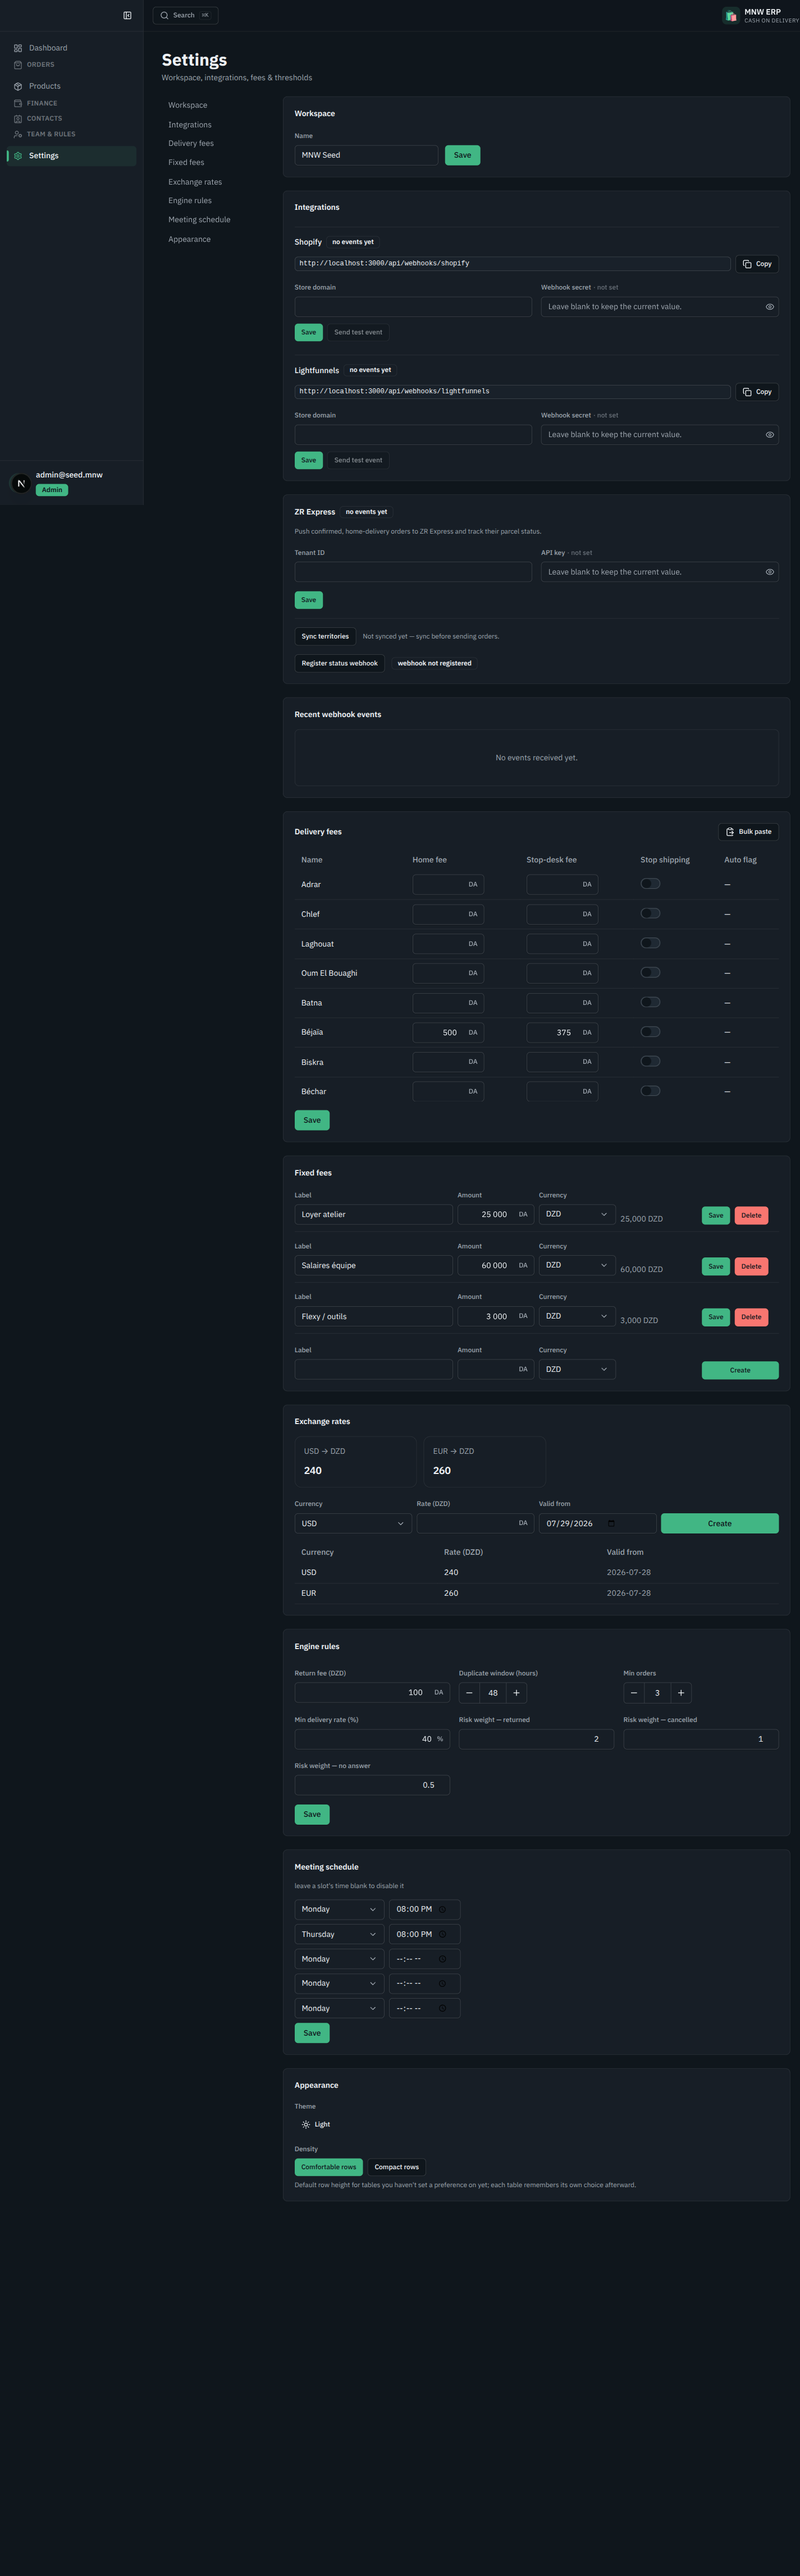 Search ⌘K
MNW ERP
CASH ON DELIVERY
Dashboard
ORDERS
Products
FINANCE
CONTACTS
TEAM & RULES
Settings
admin@seed.mnw
Admin
Settings
Workspace, integrations, fees & thresholds
Workspace
Integrations
Delivery fees
Fixed fees
Exchange rates
Engine rules
Meeting schedule
Appearance
Workspace
Name
MNW Seed Save
Integrations
Shopify no events yet
http://localhost:3000/api/webhooks/shopify Copy
Store domain Webhook secret · not set
Leave blank to keep the current value.
Save Send test event
Lightfunnels no events yet
http://localhost:3000/api/webhooks/lightfunnels Copy
Store domain Webhook secret · not set
Leave blank to keep the current value.
Save Send test event
ZR Express no events yet
Push confirmed, home-delivery orders to ZR Express and track their parcel status.
Tenant ID API key · not set
Leave blank to keep the current value.
Save
Sync territories Not synced yet — sync before sending orders.
Register status webhook webhook not registered
Recent webhook events
No events received yet.
Delivery fees Bulk paste
Name Home fee Stop-desk fee Stop shipping Auto flag
Adrar DA DA —
Chlef DA DA —
Laghouat DA DA —
Oum El Bouaghi DA DA —
Batna DA DA —
Béjaïa 500 DA 375 DA —
Biskra DA DA —
Béchar DA DA —
Save
Fixed fees
Label Amount Currency
Loyer atelier 25 000 DA DZD 25,000 DZD Save Delete
Label Amount Currency
Salaires équipe 60 000 DA DZD 60,000 DZD Save Delete
Label Amount Currency
Flexy / outils 3 000 DA DZD 3,000 DZD Save Delete
Label Amount Currency
DA DZD Create
Exchange rates
USD → DZD EUR → DZD
240 260
Currency Rate (DZD) Valid from
USD DA 07/29/2026 Create
Currency Rate (DZD) Valid from
USD 240 2026-07-28
EUR 260 2026-07-28
Engine rules
Return fee (DZD) Duplicate window (hours) Min orders
100 DA − 48 + − 3 +
Min delivery rate (%) Risk weight — returned Risk weight — cancelled
40 % 2 1
Risk weight — no answer
0.5
Save
Meeting schedule
leave a slot's time blank to disable it
Monday 08:00 PM
Thursday 08:00 PM
Monday --:-- --
Monday --:-- --
Monday --:-- --
Save
Appearance
Theme
Light
Density
Comfortable rows Compact rows
Default row height for tables you haven't set a preference on yet; each table remembers its own choice afterward.